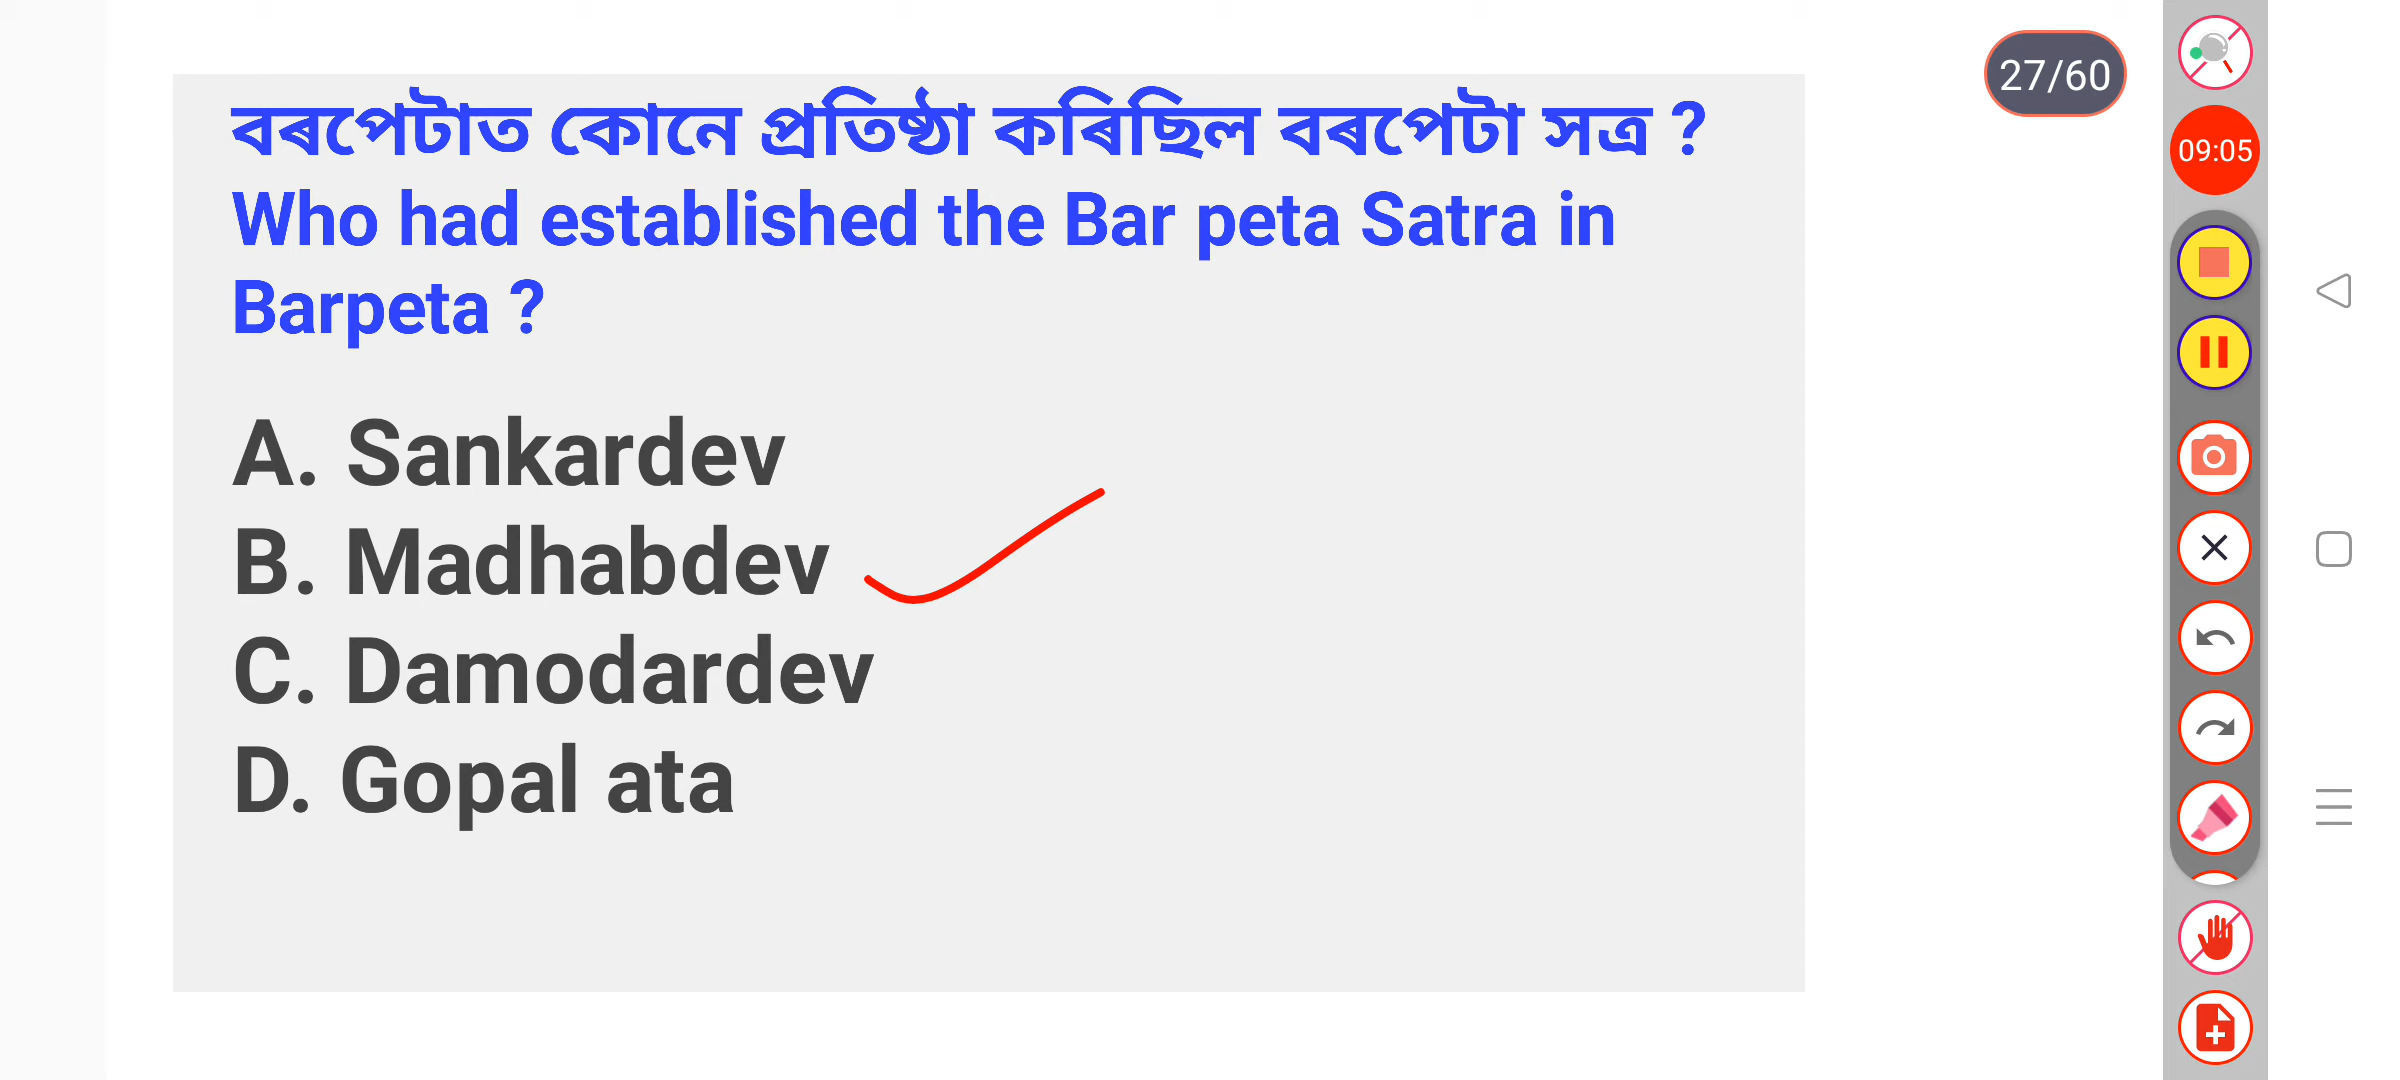 বৰপেটাত কোনে প্ৰতিষ্ঠা কৰিছিল বৰপেটা সত্ৰ ?
Who had established the Bar peta Satra in
Barpeta ?
A. Sankardev
B. Madhabdev
C. Damodardev
D. Gopal ata
27/60
09:05